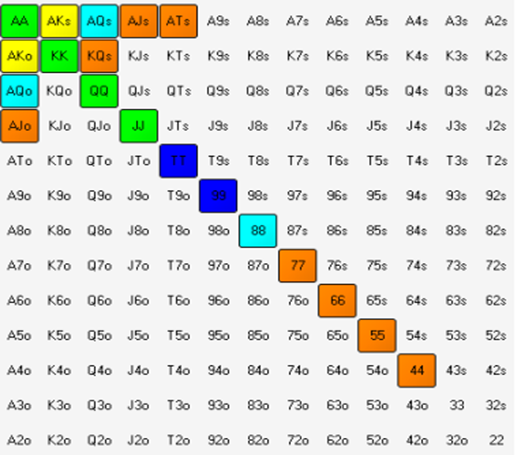 AA AKs AQs AJs ATs A9s A8s A7s A6s A5s A4s A3s A2s
AKo KK KQs KJs KTs K9s K8s K7s K6s K5s K4s K3s K2s
AQo KQo QQ QJs QTs Q9s Q8s Q7s Q6s Q5s Q4s Q3s Q2s
AJo KJo QJo JJ JTs J9s J8s J7s J6s J5s J4s J3s J2s
ATo KTo QTo JTo TT T9s T8s T7s T6s T5s T4s T3s T2s
A9o K9o Q9o J9o T9o 99 98s 97s 96s 95s 94s 93s 92s
A8o K8o Q8o J8o T8o 98o 88 87s 86s 85s 84s 83s 82s
A7o K7o Q7o J7o T7o 97o 87o 77 76s 75s 74s 73s 72s
A6o K6o Q6o J6o T6o 96o 86o 76o 66 65s 64s 63s 62s
A5o K5o Q5o J5o T5o 95o 85o 75o 65o 55 54s 53s 52s
A4o K4o Q4o J4o T4o 94o 84o 74o 64o 54o 44 43s 42s
A3o K3o Q3o J3o T3o 93o 83o 73o 63o 53o 43o 33 32s
A2o K2o Q2o J2o T2o 92o 82o 72o 62o 52o 42o 32o 22